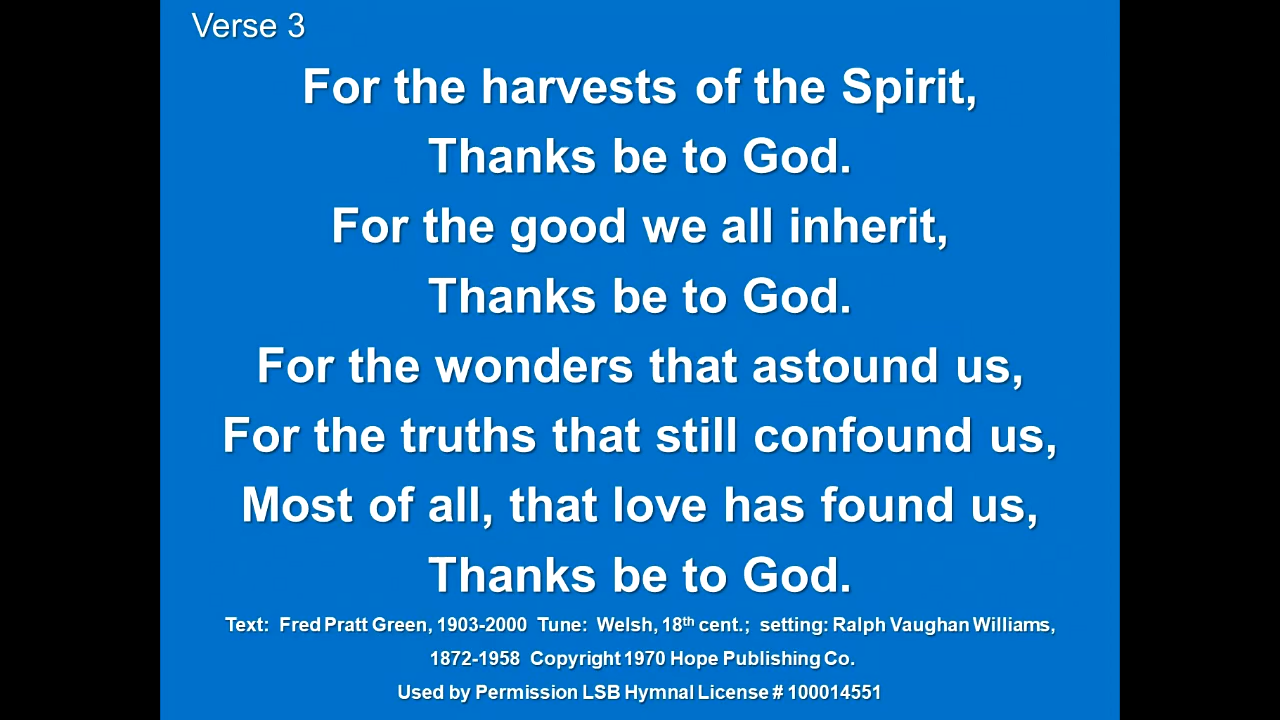 Verse 3
For the harvests of the Spirit,
Thanks be to God.
For the good we all inherit,
Thanks be to God.
For the wonders that astound us,
For the truths that still confound us,
Most of all, that love has found us,
Thanks be to God.
Text: Fred Pratt Green, 1903-2000 Tune: Welsh, 18th cent.; setting: Ralph Vaughan Williams,
1872-1958 Copyright 1970 Hope Publishing Co.
Used by Permission LSB Hymnal License # 100014551